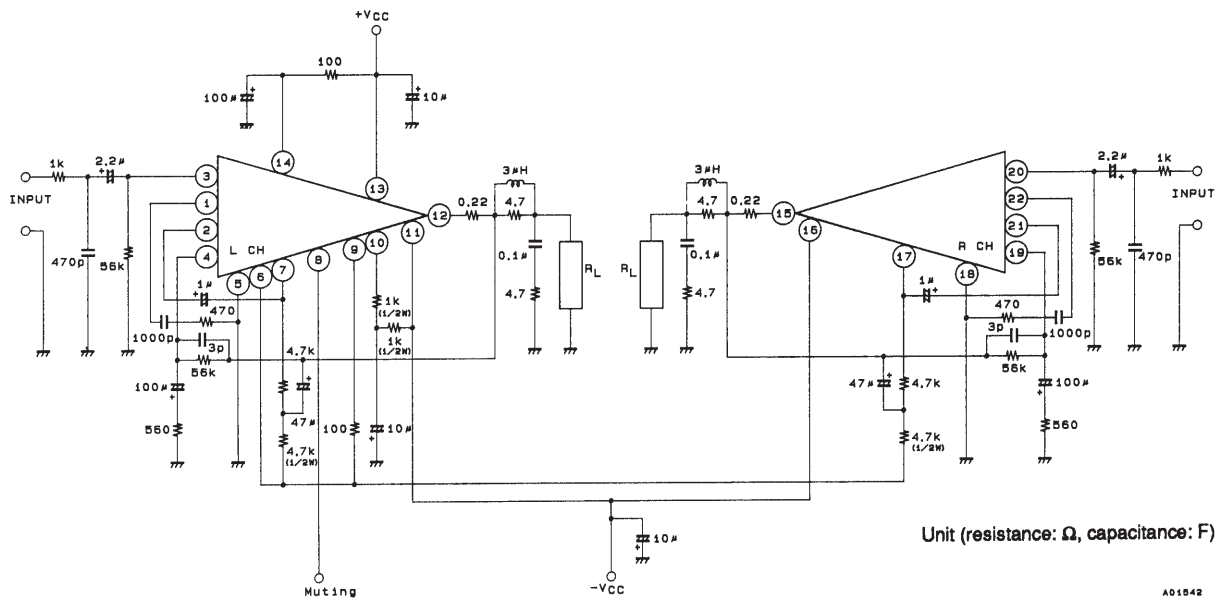 +VCC
100
100μ +
+ 10μ
14
13
1k
2.2μ
+
INPUT
470p
56k
3
1
2
4
L CH
5
6
7
8
9
10
11
12
0.22
3μH
4.7
0.1μ
4.7
RL
1μ
+
470
1000p
3p
56k
100μ
+
560
4.7k
+
47μ
4.7k
(1/2W)
100
1k
(1/2W)
1k
(1/2W)
+ 10μ
Muting
-VCC
+ 10μ
3μH
4.7
0.22
0.1μ
4.7
RL
15
16
17
18
R CH
20
22
21
19
2.2μ
+
1k
INPUT
56k
470p
1μ
+
470
1000p
3p
56k
47μ +
4.7k
4.7k
(1/2W)
+ 100μ
560
Unit (resistance: Ω, capacitance: F)
A01542